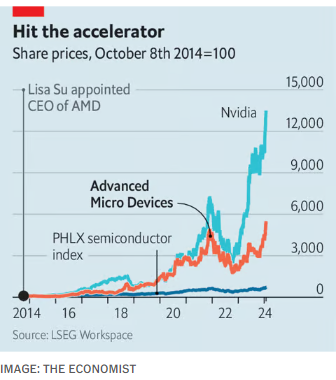 Hit the accelerator
Share prices, October 8th 2014=100
Lisa Su appointed
CEO of AMD
15,000
Nvidia
12,000
9,000
Advanced
Micro Devices
6,000
PHLX semiconductor
index
3,000
0
2014 16 18 20 22 24
Source: LSEG Workspace
IMAGE: THE ECONOMIST